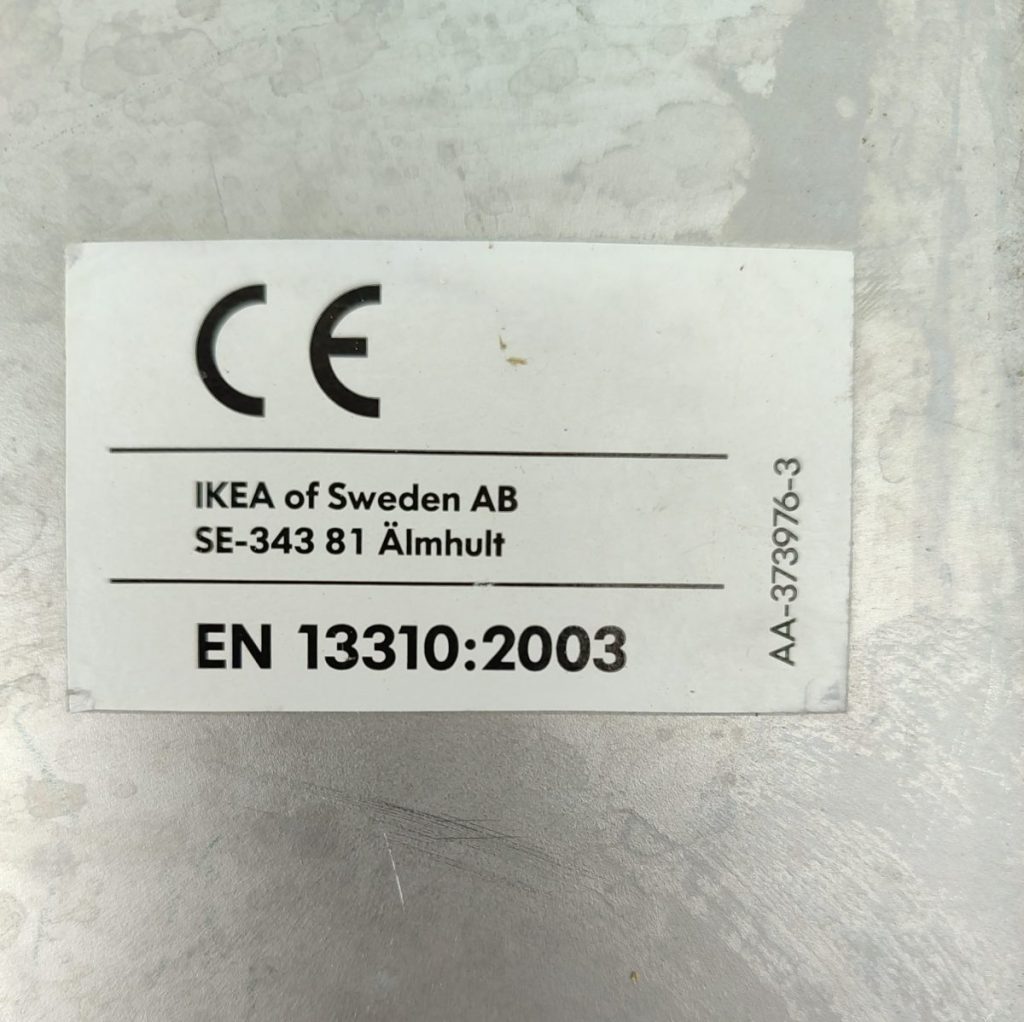 CE
IKEA of Sweden AB
SE-343 81 Älmhult
EN 13310:2003
AA-373976-3